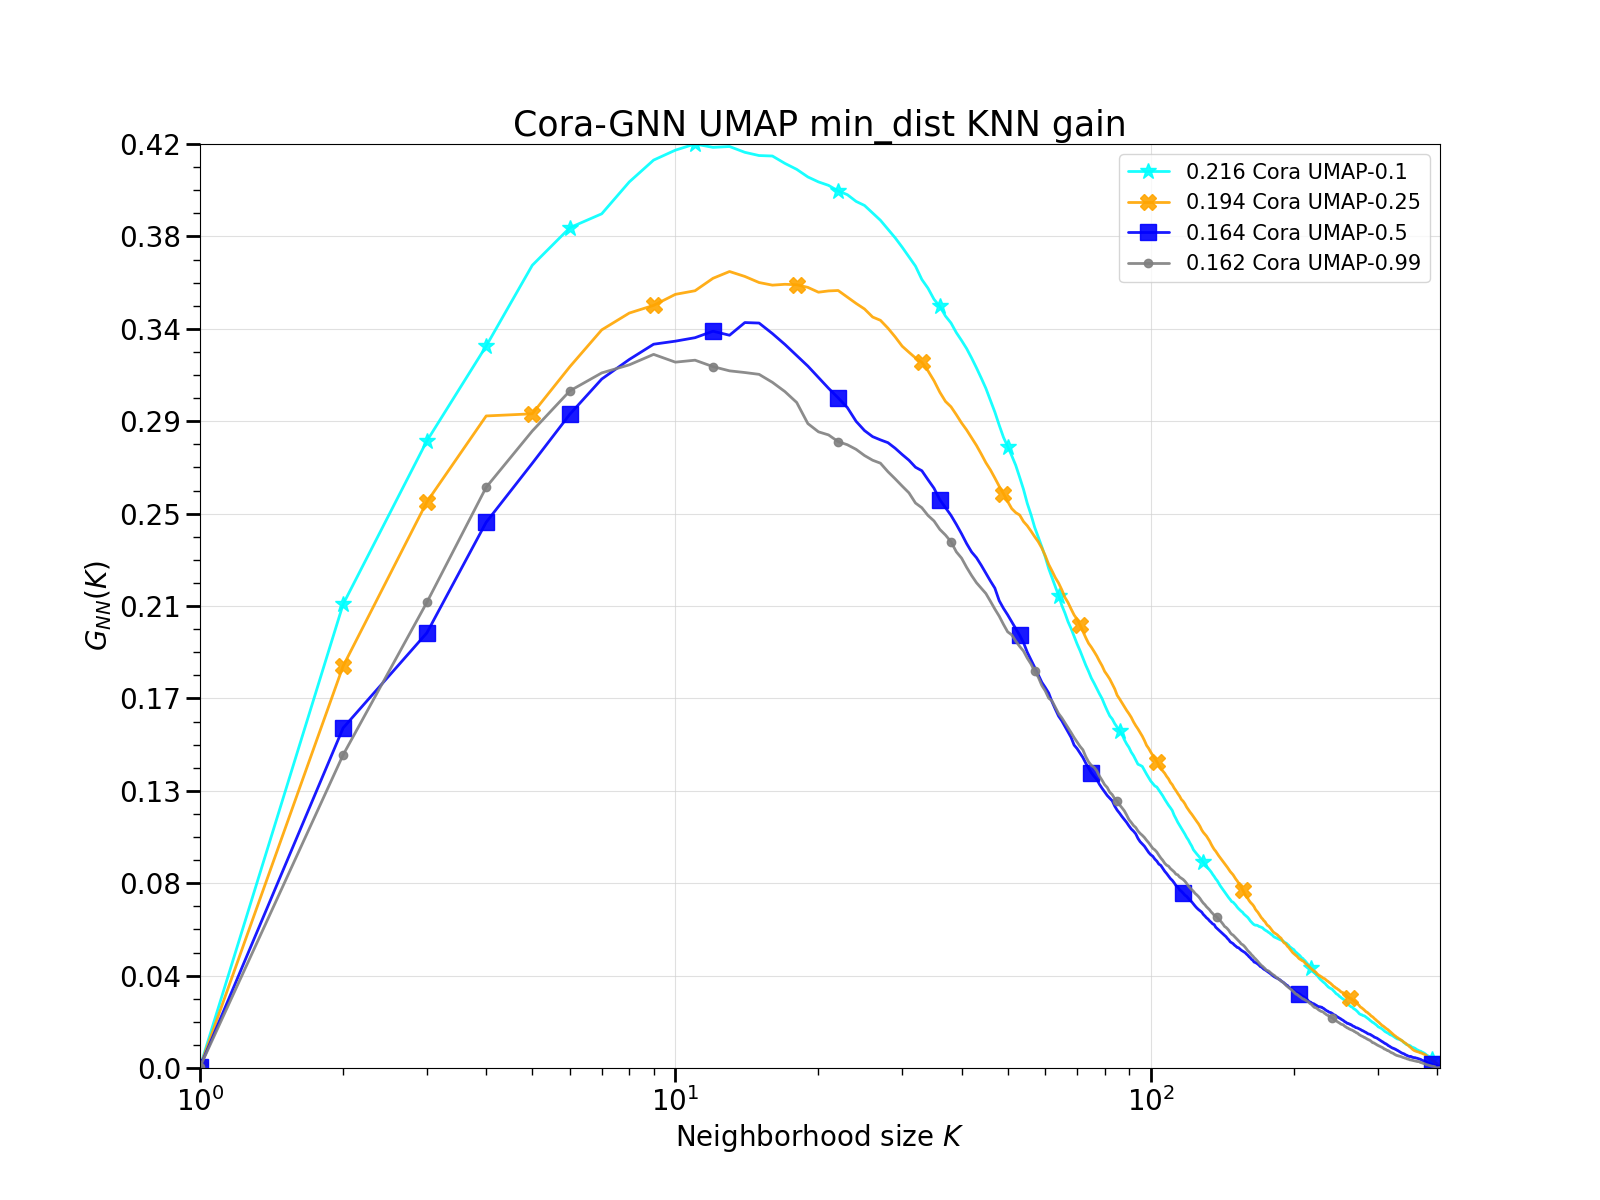 Cora-GNN UMAP min_dist KNN gain
0.216 Cora UMAP-0.1
0.194 Cora UMAP-0.25
0.164 Cora UMAP-0.5
0.162 Cora UMAP-0.99
0.42
0.38
0.34
0.29
0.25
0.21
0.17
0.13
0.08
0.04
0.0
G_{NN}(K)
10^0
10^1
10^2
Neighborhood size K